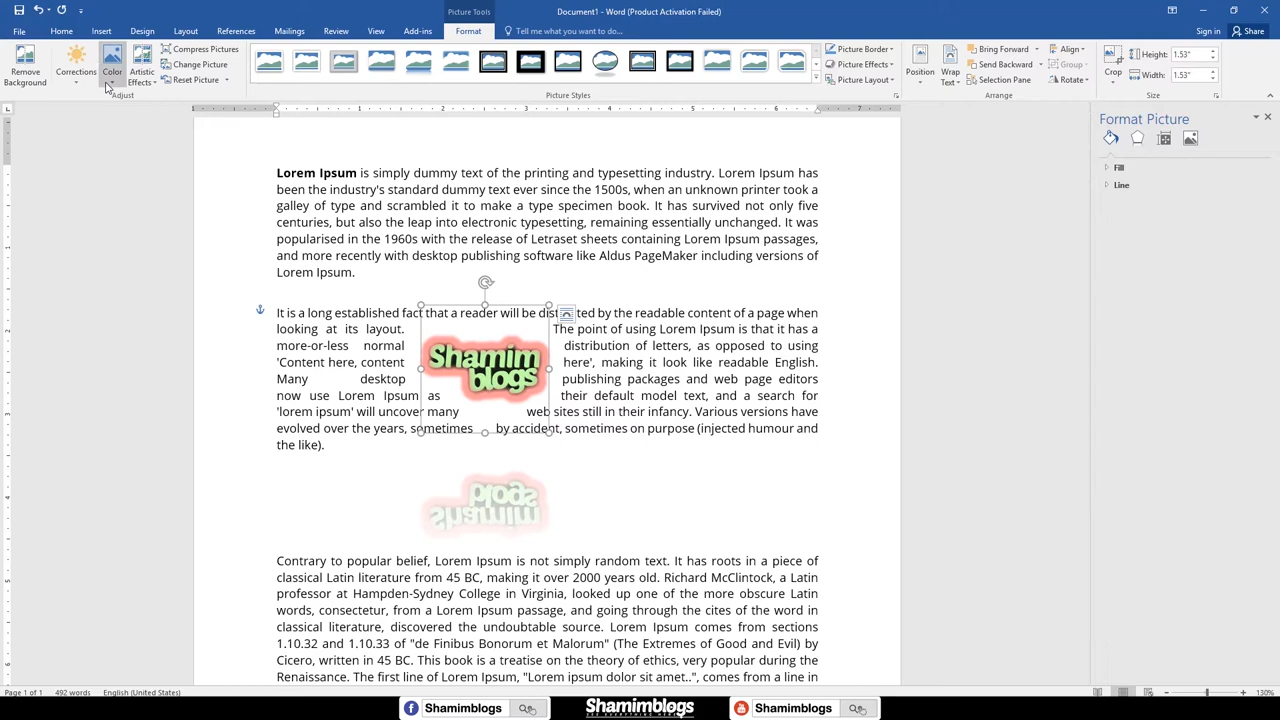 Picture Tools
Document1 - Word (Product Activation Failed)
File Home Insert Design Layout References Mailings Review View Add-ins Format Tell me what you want to do... Sign in Share
Remove Background
Corrections
Color
Artistic Effects
Compress Pictures
Change Picture
Reset Picture
Adjust
Picture Styles
Picture Border
Picture Effects
Picture Layout
Position
Wrap Text
Bring Forward
Send Backward
Selection Pane
Align
Group
Rotate
Arrange
Crop
Height: 1.53"
Width: 1.53"
Size
Format Picture
Fill
Line
Lorem Ipsum is simply dummy text of the printing and typesetting industry. Lorem Ipsum has
been the industry's standard dummy text ever since the 1500s, when an unknown printer took a
galley of type and scrambled it to make a type specimen book. It has survived not only five
centuries, but also the leap into electronic typesetting, remaining essentially unchanged. It was
popularised in the 1960s with the release of Letraset sheets containing Lorem Ipsum passages,
and more recently with desktop publishing software like Aldus PageMaker including versions of
Lorem Ipsum.
It is a long established fact that a reader will be distracted by the readable content of a page when
looking at its layout. The point of using Lorem Ipsum is that it has a
more-or-less normal distribution of letters, as opposed to using
'Content here, content here', making it look like readable English.
Many desktop publishing packages and web page editors
now use Lorem Ipsum as their default model text, and a search for
'lorem ipsum' will uncover many web sites still in their infancy. Various versions have
evolved over the years, sometimes by accident, sometimes on purpose (injected humour and
the like).
Shamim
blogs
Contrary to popular belief, Lorem Ipsum is not simply random text. It has roots in a piece of
classical Latin literature from 45 BC, making it over 2000 years old. Richard McClintock, a Latin
professor at Hampden-Sydney College in Virginia, looked up one of the more obscure Latin
words, consectetur, from a Lorem Ipsum passage, and going through the cites of the word in
classical literature, discovered the undoubtable source. Lorem Ipsum comes from sections
1.10.32 and 1.10.33 of "de Finibus Bonorum et Malorum" (The Extremes of Good and Evil) by
Cicero, written in 45 BC. This book is a treatise on the theory of ethics, very popular during the
Renaissance. The first line of Lorem Ipsum, "Lorem ipsum dolor sit amet..", comes from a line in
Page 1 of 1 492 words English (United States) 130%
Shamimblogs Shamimblogs Shamimblogs